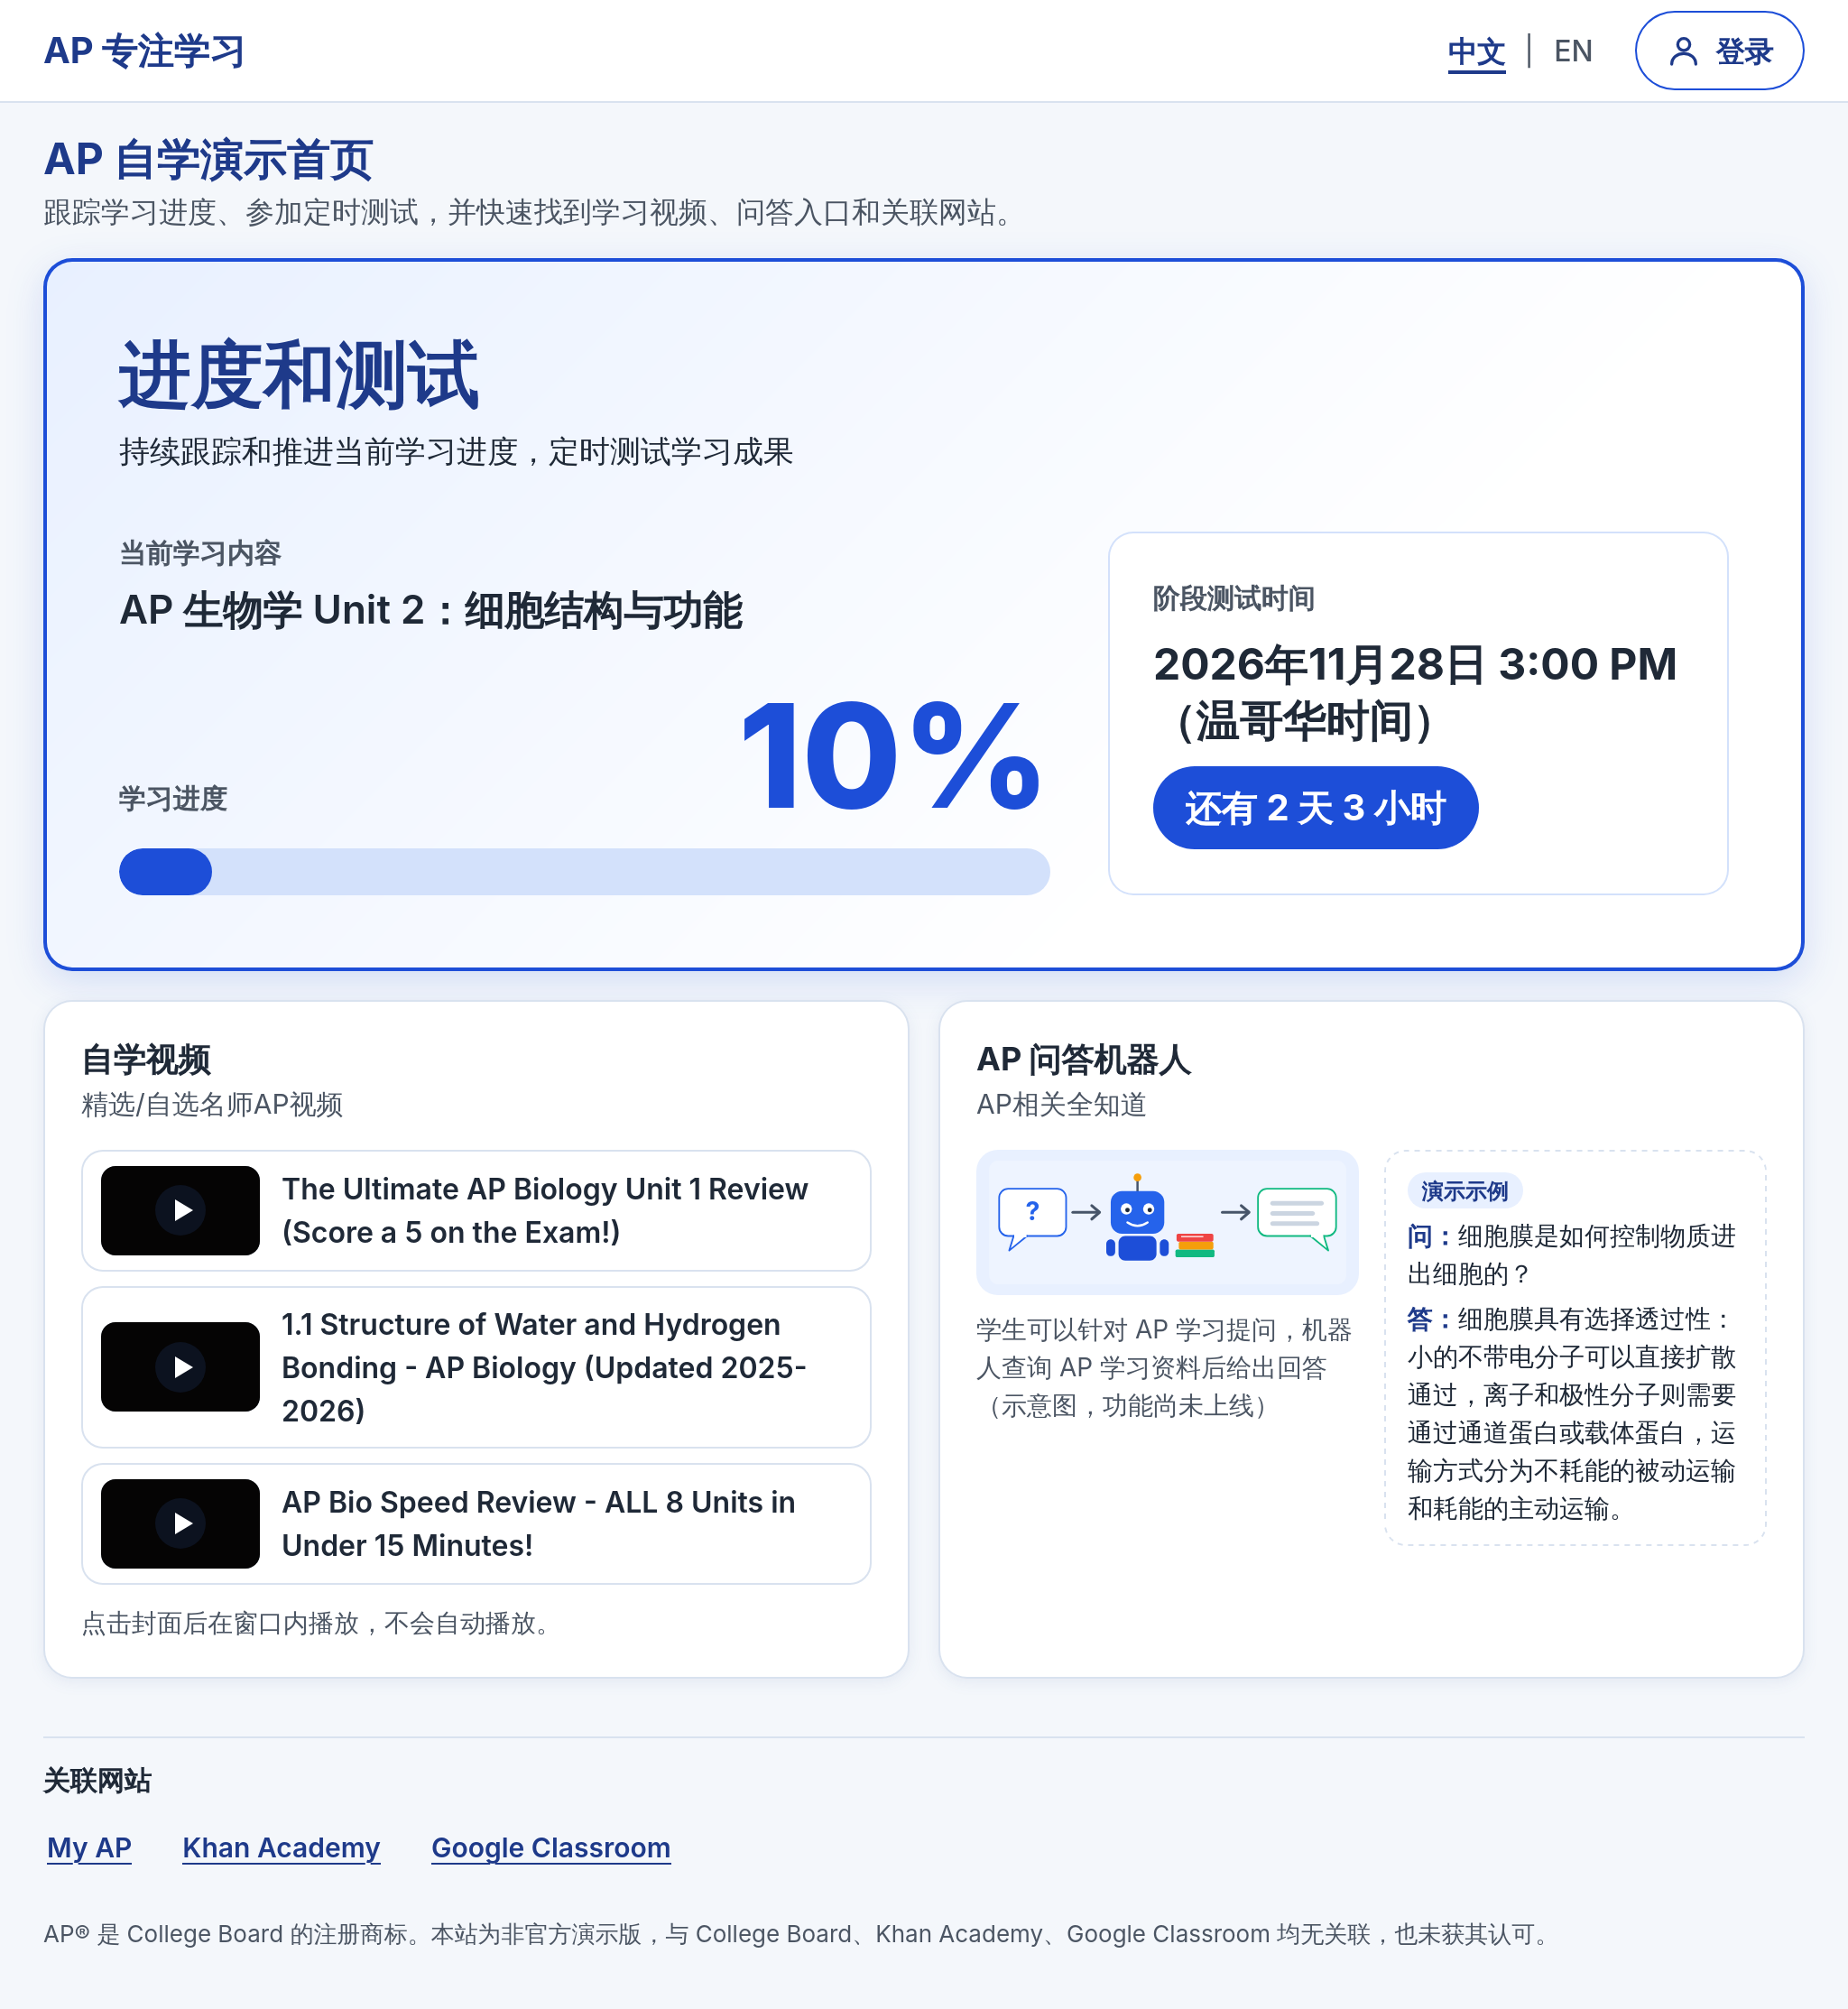 AP 专注学习
中文 | EN
登录
AP 自学演示首页
跟踪学习进度、参加定时测试，并快速找到学习视频、问答入口和关联网站。
进度和测试
持续跟踪和推进当前学习进度，定时测试学习成果
当前学习内容
AP 生物学 Unit 2：细胞结构与功能
学习进度
10%
阶段测试时间
2026年11月28日 3:00 PM
（温哥华时间）
还有 2 天 3 小时
自学视频
精选/自选名师AP视频
The Ultimate AP Biology Unit 1 Review
(Score a 5 on the Exam!)
1.1 Structure of Water and Hydrogen
Bonding - AP Biology (Updated 2025-
2026)
AP Bio Speed Review - ALL 8 Units in
Under 15 Minutes!
点击封面后在窗口内播放，不会自动播放。
AP 问答机器人
AP相关全知道
?
学生可以针对 AP 学习提问，机器
人查询 AP 学习资料后给出回答
（示意图，功能尚未上线）
演示示例
问：细胞膜是如何控制物质进
出细胞的？
答：细胞膜具有选择透过性：
小的不带电分子可以直接扩散
通过，离子和极性分子则需要
通过通道蛋白或载体蛋白，运
输方式分为不耗能的被动运输
和耗能的主动运输。
关联网站
My AP
Khan Academy
Google Classroom
AP® 是 College Board 的注册商标。本站为非官方演示版，与 College Board、Khan Academy、Google Classroom 均无关联，也未获其认可。